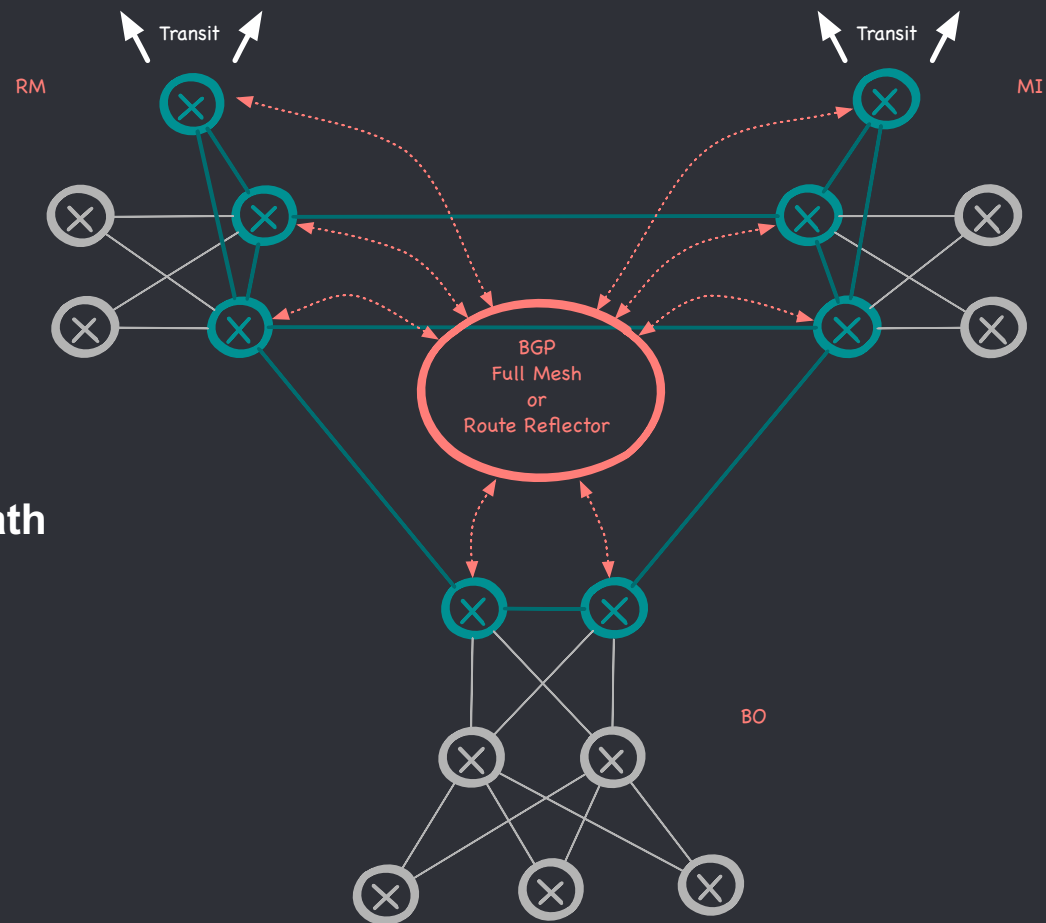 Transit
Transit
RM
MI
BGP
Full Mesh
or
Route Reflector
ath
BO